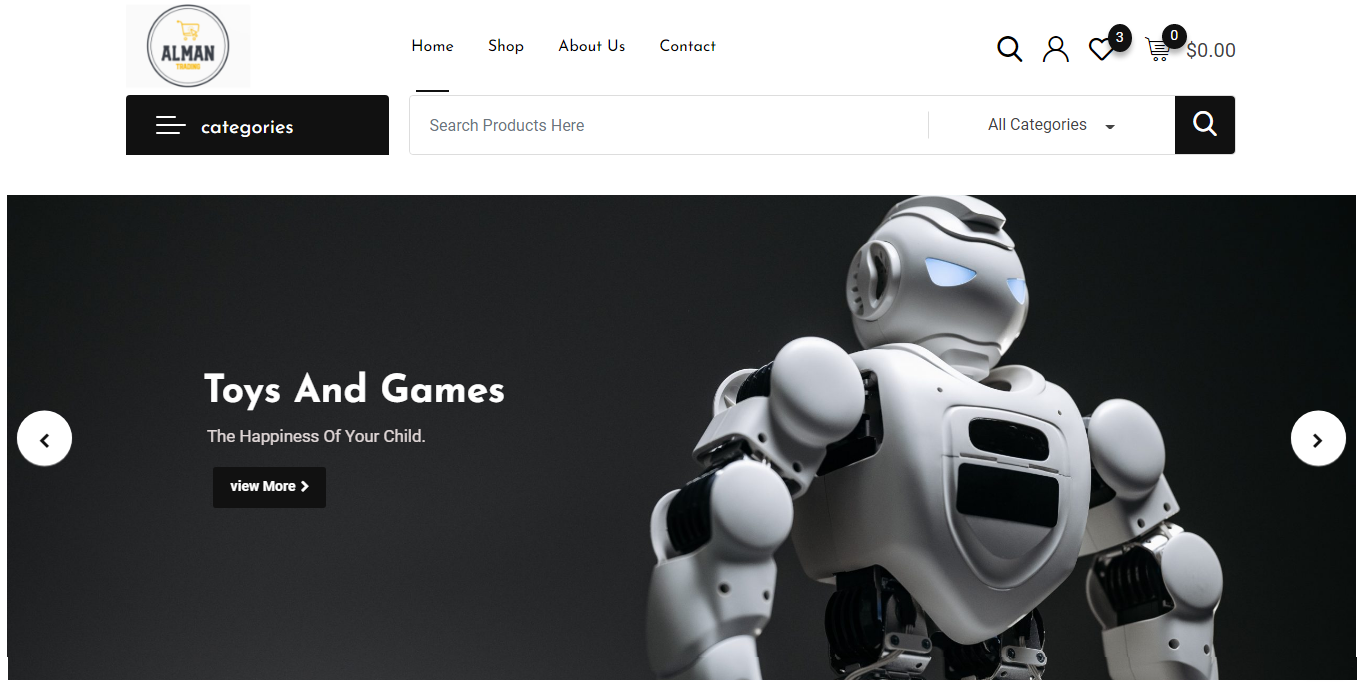 ALMAN
TRADING
Home Shop About Us Contact
3
0
$0.00
categories
Search Products Here
All Categories
Toys And Games
The Happiness Of Your Child.
view More